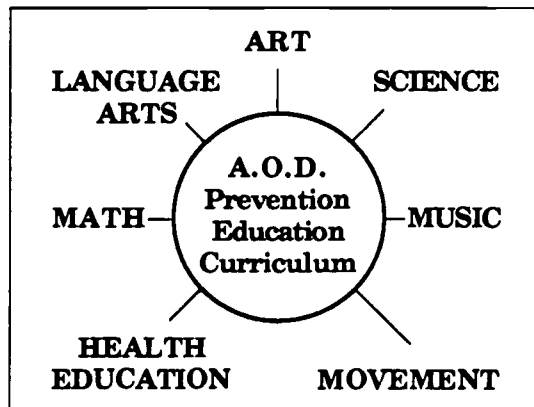 ART
LANGUAGE
ARTS
SCIENCE
A.O.D.
Prevention
Education
Curriculum
MATH
MUSIC
HEALTH
EDUCATION
MOVEMENT